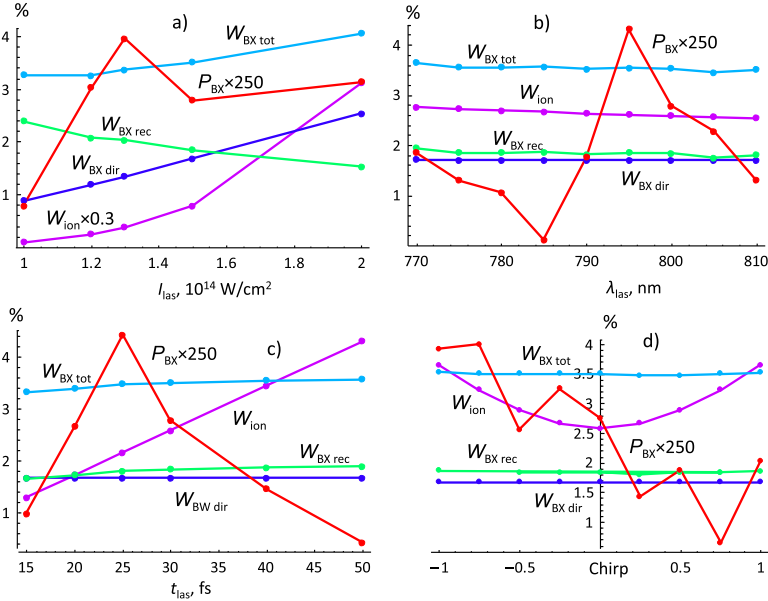 %
a)
W_BX tot
4
3
2
1
P_BX×250
W_BX rec
W_BX dir
W_ion×0.3
1 1.2 1.4 1.6 1.8 2
I_las, 10^14 W/cm^2
%
b)
P_BX×250
W_BX tot
4
3
2
1
W_ion
W_BX rec
W_BX dir
770 780 790 800 810
λ_las, nm
%
c)
P_BX×250
W_BX tot
4
3
2
1
W_ion
W_BX rec
W_BW dir
15 20 25 30 35 40 45 50
t_las, fs
%
d)
W_BX tot
4
3.5
3
2.5
2
1.5
1
W_ion
P_BX×250
W_BX rec
W_BX dir
−1 −0.5 Chirp 0.5 1